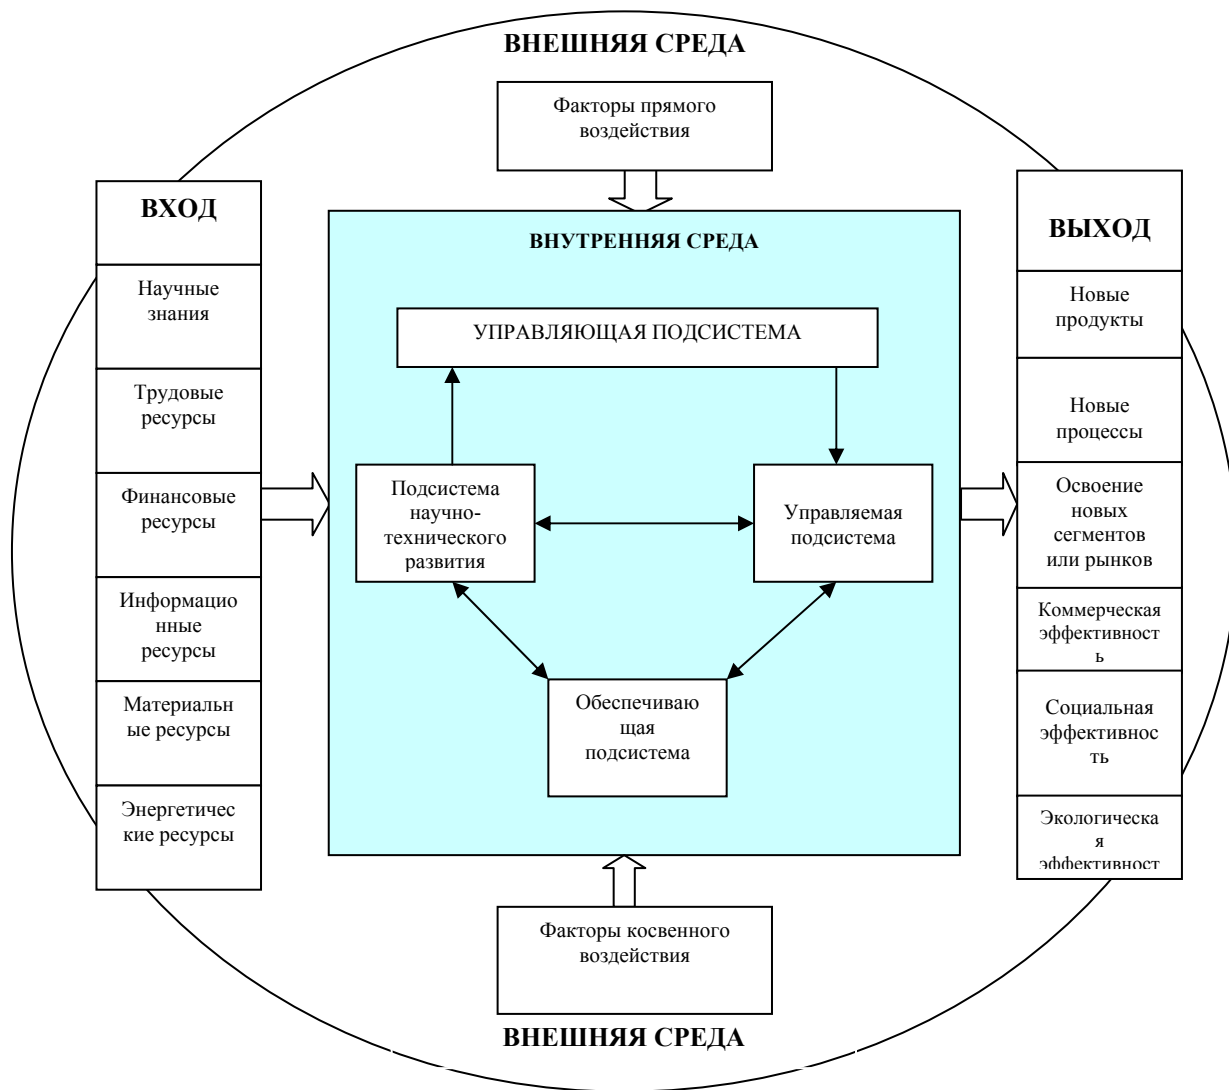 ВНЕШНЯЯ СРЕДА
Факторы прямого
воздействия
ВХОД
Научные
знания
Трудовые
ресурсы
Финансовые
ресурсы
Информацио
нные
ресурсы
Материальн
ые ресурсы
Энергетичес
кие ресурсы
ВНУТРЕННЯЯ СРЕДА
УПРАВЛЯЮЩАЯ ПОДСИСТЕМА
Подсистема
научно-
технического
развития
Управляемая
подсистема
Обеспечиваю
щая
подсистема
ВЫХОД
Новые
продукты
Новые
процессы
Освоение
новых
сегментов
или рынков
Коммерческая
эффективност
ь
Социальная
эффективнос
ть
Экологическа
я
эффективност
Факторы косвенного
воздействия
ВНЕШНЯЯ СРЕДА